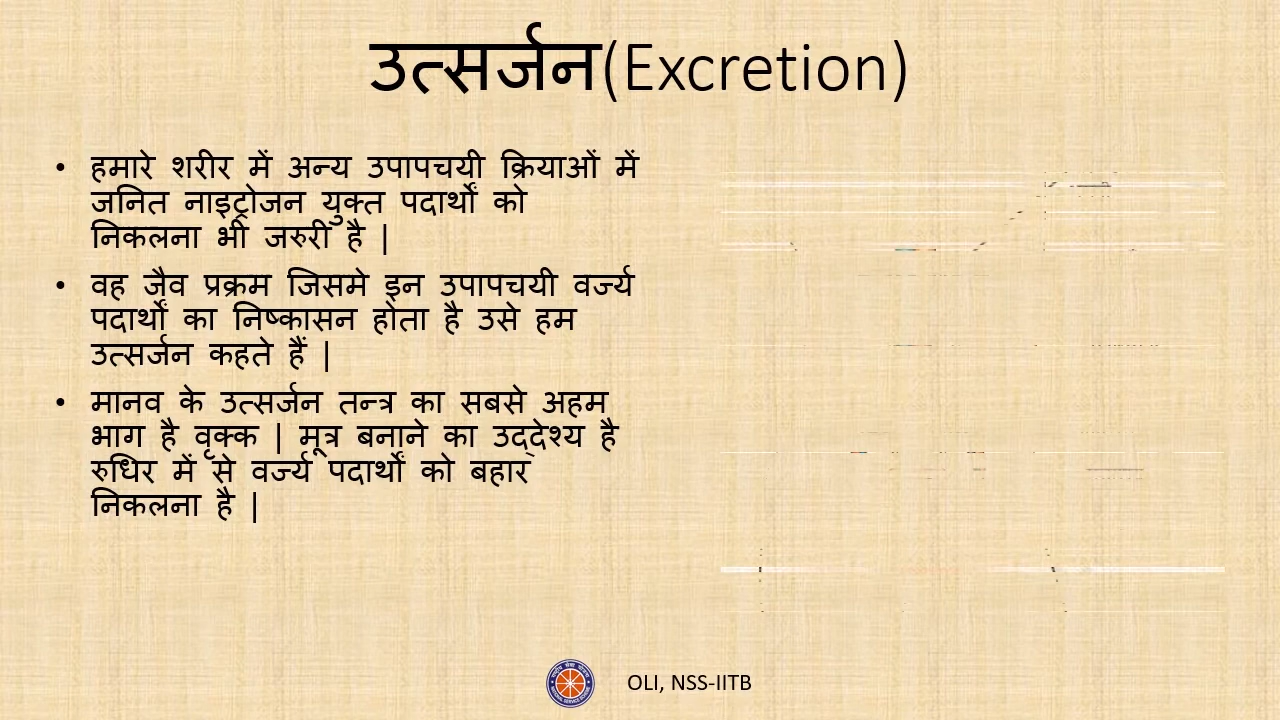 उत्सर्जन(Excretion)
• हमारे शरीर में अन्य उपापचयी क्रियाओं में
जनित नाइट्रोजन युक्त पदार्थों को
निकलना भी जरुरी है |
• वह जैव प्रक्रम जिसमे इन उपापचयी वर्ज्य
पदार्थों का निष्कासन होता है उसे हम
उत्सर्जन कहते हैं |
• मानव के उत्सर्जन तन्त्र का सबसे अहम
भाग है वृक्क | मूत्र बनाने का उद्देश्य है
रुधिर में से वर्ज्य पदार्थों को बहार
निकलना है |
OLI, NSS-IITB